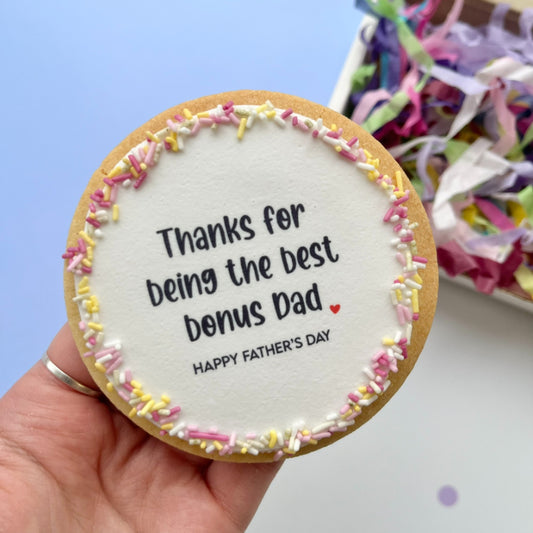 Thanks for
being the best
bonus Dad
HAPPY FATHER'S DAY